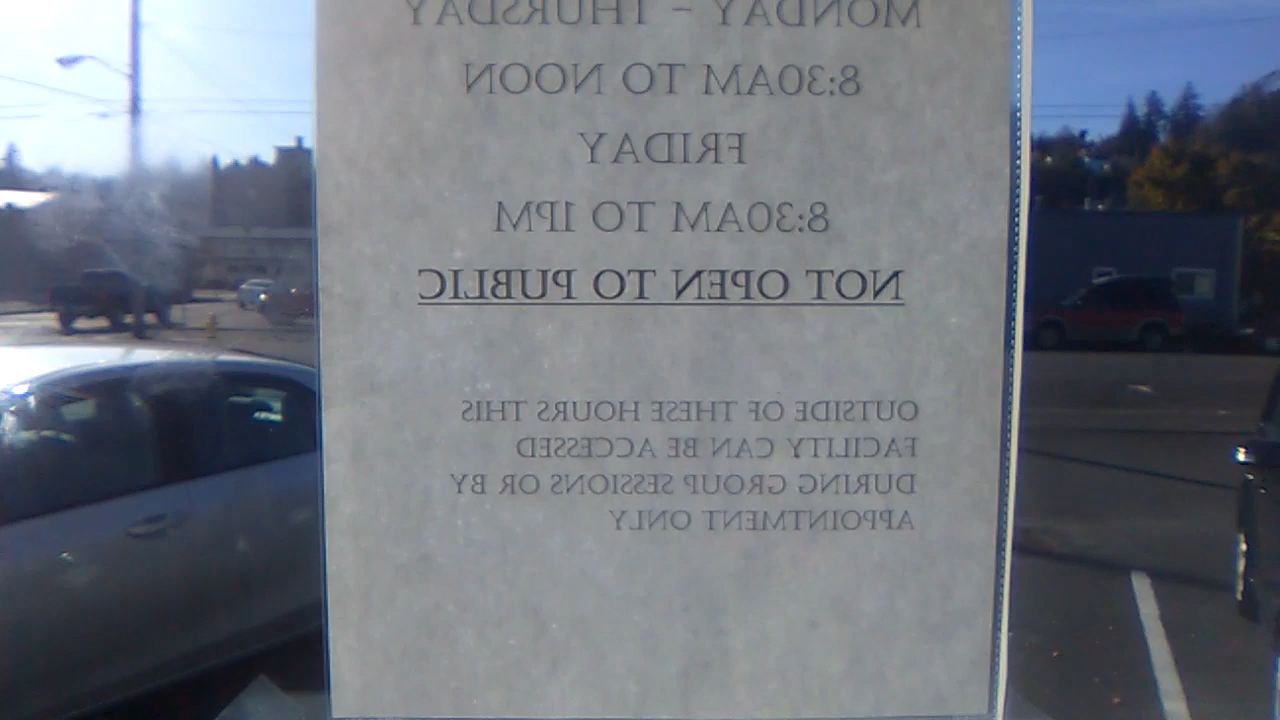 MONDAY - THURSDAY
8:30AM TO NOON
FRIDAY
8:30AM TO 1PM
NOT OPEN TO PUBLIC
OUTSIDE OF THESE HOURS THIS
FACILITY CAN BE ACCESSED
DURING GROUP SESSIONS OR BY
APPOINTMENT ONLY